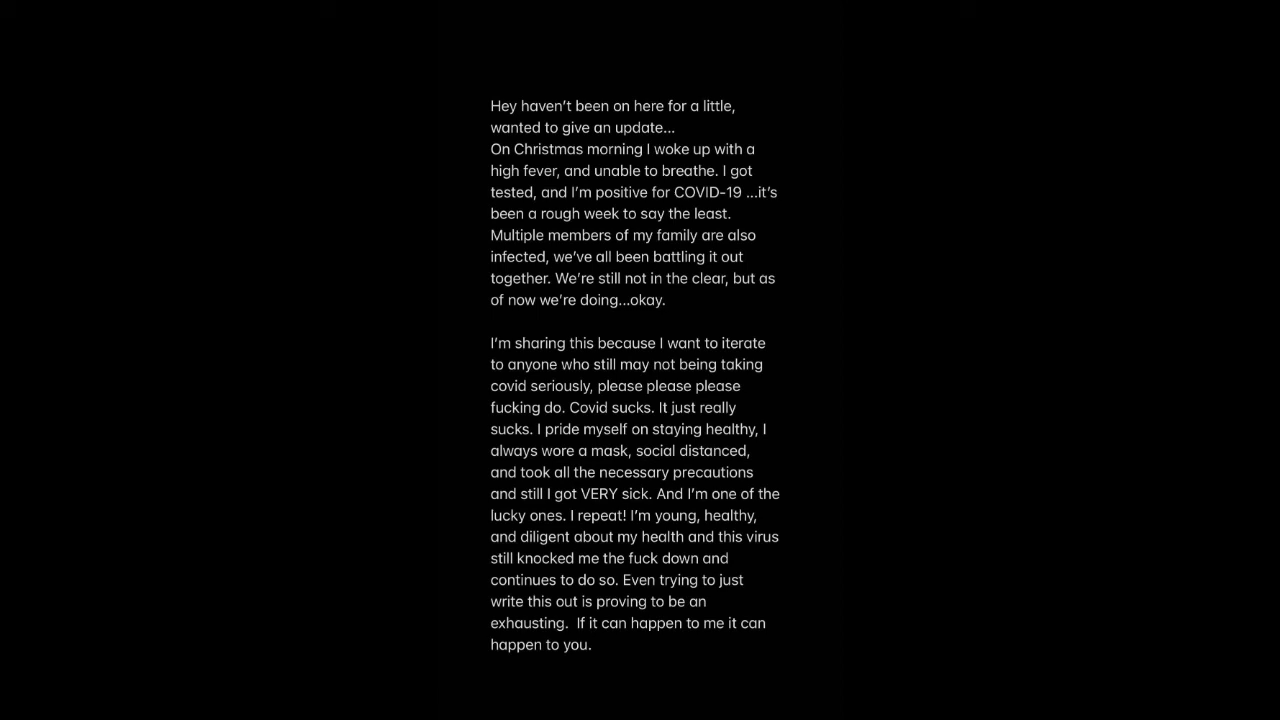 Hey haven't been on here for a little,
wanted to give an update...
On Christmas morning I woke up with a
high fever, and unable to breathe. I got
tested, and I'm positive for COVID-19 ...it's
been a rough week to say the least.
Multiple members of my family are also
infected, we've all been battling it out
together. We're still not in the clear, but as
of now we're doing...okay.

I'm sharing this because I want to iterate
to anyone who still may not being taking
covid seriously, please please please
fucking do. Covid sucks. It just really
sucks. I pride myself on staying healthy, I
always wore a mask, social distanced,
and took all the necessary precautions
and still I got VERY sick. And I'm one of the
lucky ones. I repeat! I'm young, healthy,
and diligent about my health and this virus
still knocked me the fuck down and
continues to do so. Even trying to just
write this out is proving to be an
exhausting.  If it can happen to me it can
happen to you.